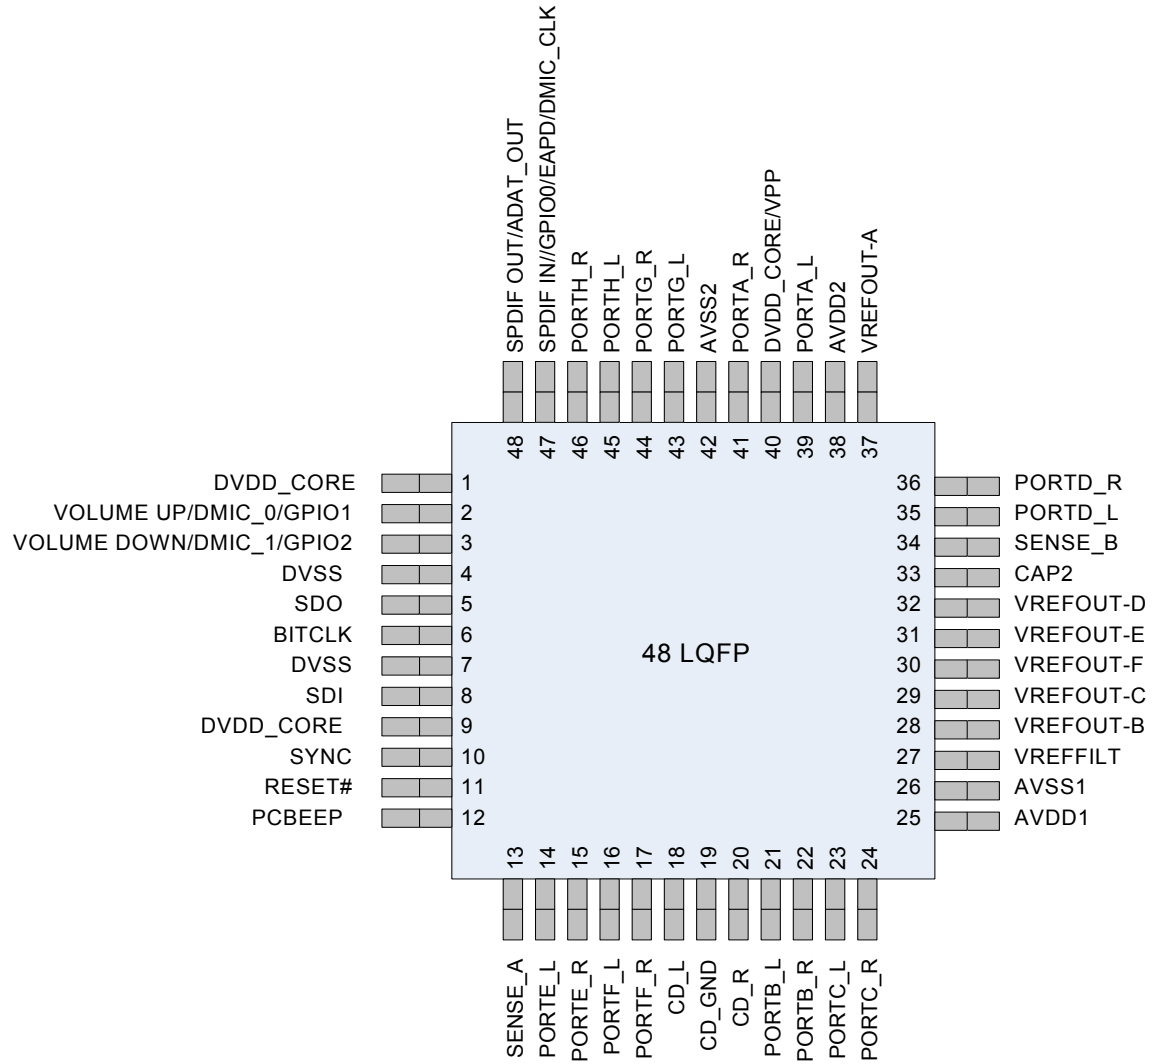 SPDIF OUT/ADAT_OUT
SPDIF IN//GPIO0/EAPD/DMIC_CLK
PORTH_R
PORTH_L
PORTG_R
PORTG_L
AVSS2
PORTA_R
DVDD_CORE/VPP
PORTA_L
AVDD2
VREFOUT-A
48
47
46
45
44
43
42
41
40
39
38
37
DVDD_CORE 1
VOLUME UP/DMIC_0/GPIO1 2
VOLUME DOWN/DMIC_1/GPIO2 3
DVSS 4
SDO 5
BITCLK 6
DVSS 7
SDI 8
DVDD_CORE 9
SYNC 10
RESET# 11
PCBEEP 12
48 LQFP
36 PORTD_R
35 PORTD_L
34 SENSE_B
33 CAP2
32 VREFOUT-D
31 VREFOUT-E
30 VREFOUT-F
29 VREFOUT-C
28 VREFOUT-B
27 VREFFILT
26 AVSS1
25 AVDD1
13
14
15
16
17
18
19
20
21
22
23
24
SENSE_A
PORTE_L
PORTE_R
PORTF_L
PORTF_R
CD_L
CD_GND
CD_R
PORTB_L
PORTB_R
PORTC_L
PORTC_R